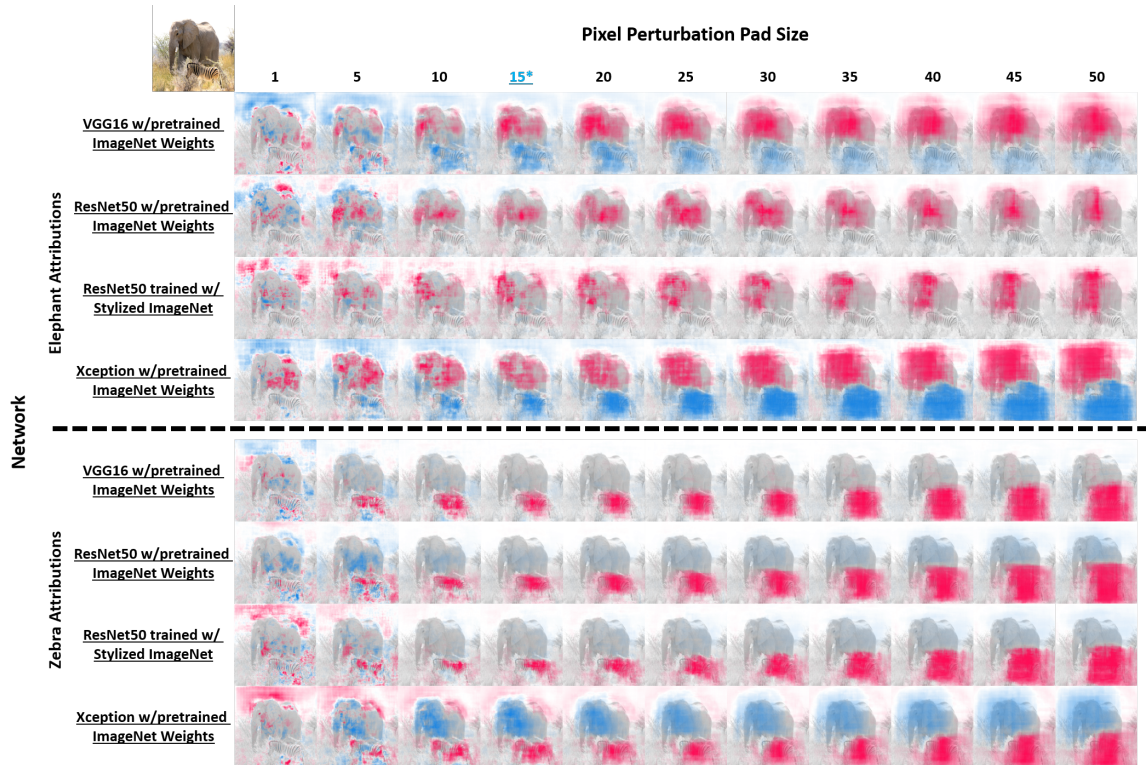 Pixel Perturbation Pad Size
1 5 10 15* 20 25 30 35 40 45 50
Network
Elephant Attributions
VGG16 w/pretrained
ImageNet Weights
ResNet50 w/pretrained
ImageNet Weights
ResNet50 trained w/
Stylized ImageNet
Xception w/pretrained
ImageNet Weights
Zebra Attributions
VGG16 w/pretrained
ImageNet Weights
ResNet50 w/pretrained
ImageNet Weights
ResNet50 trained w/
Stylized ImageNet
Xception w/pretrained
ImageNet Weights